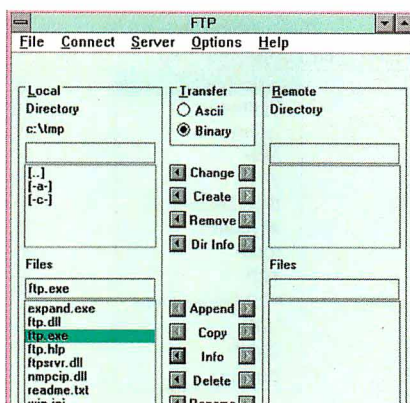 FTP
File Connect Server Options Help
Local
Directory
c:\tmp
[..]
[-a-]
[-c-]
Files
ftp.exe
expand.exe
ftp.dll
ftp.exe
ftp.hlp
ftpsrvr.dll
nmpcip.dll
readme.txt
Transfer
Ascii
Binary
Change
Create
Remove
Dir Info
Append
Copy
Info
Delete
Rename
Remote
Directory
Files